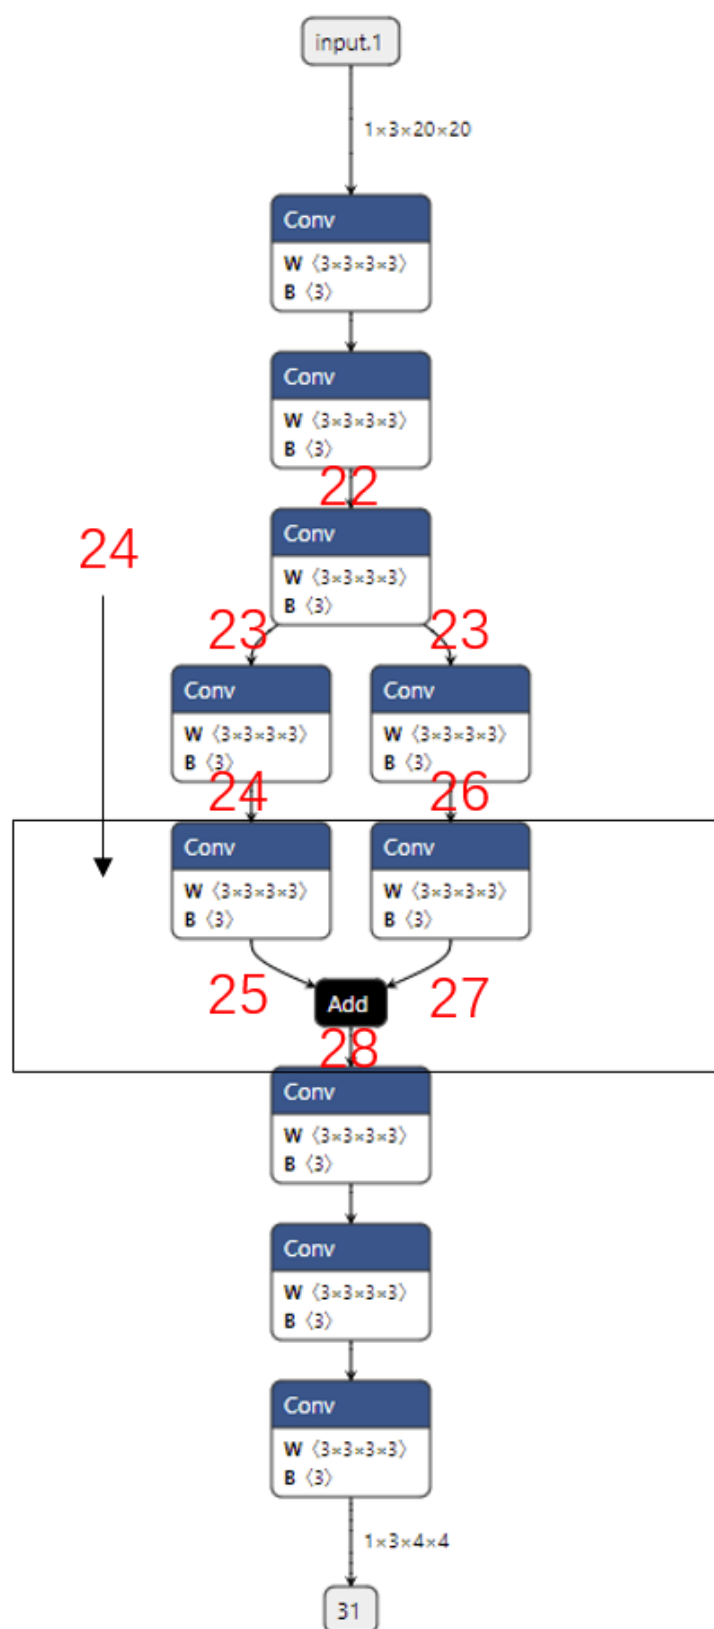 input.1
1×3×20×20
Conv
W ⟨3×3×3×3⟩
B ⟨3⟩
Conv
W ⟨3×3×3×3⟩
B ⟨3⟩
22
24
Conv
W ⟨3×3×3×3⟩
B ⟨3⟩
23 23
Conv Conv
W ⟨3×3×3×3⟩ W ⟨3×3×3×3⟩
B ⟨3⟩ B ⟨3⟩
24 26
Conv Conv
W ⟨3×3×3×3⟩ W ⟨3×3×3×3⟩
B ⟨3⟩ B ⟨3⟩
25 Add 27
28
Conv
W ⟨3×3×3×3⟩
B ⟨3⟩
Conv
W ⟨3×3×3×3⟩
B ⟨3⟩
Conv
W ⟨3×3×3×3⟩
B ⟨3⟩
1×3×4×4
31